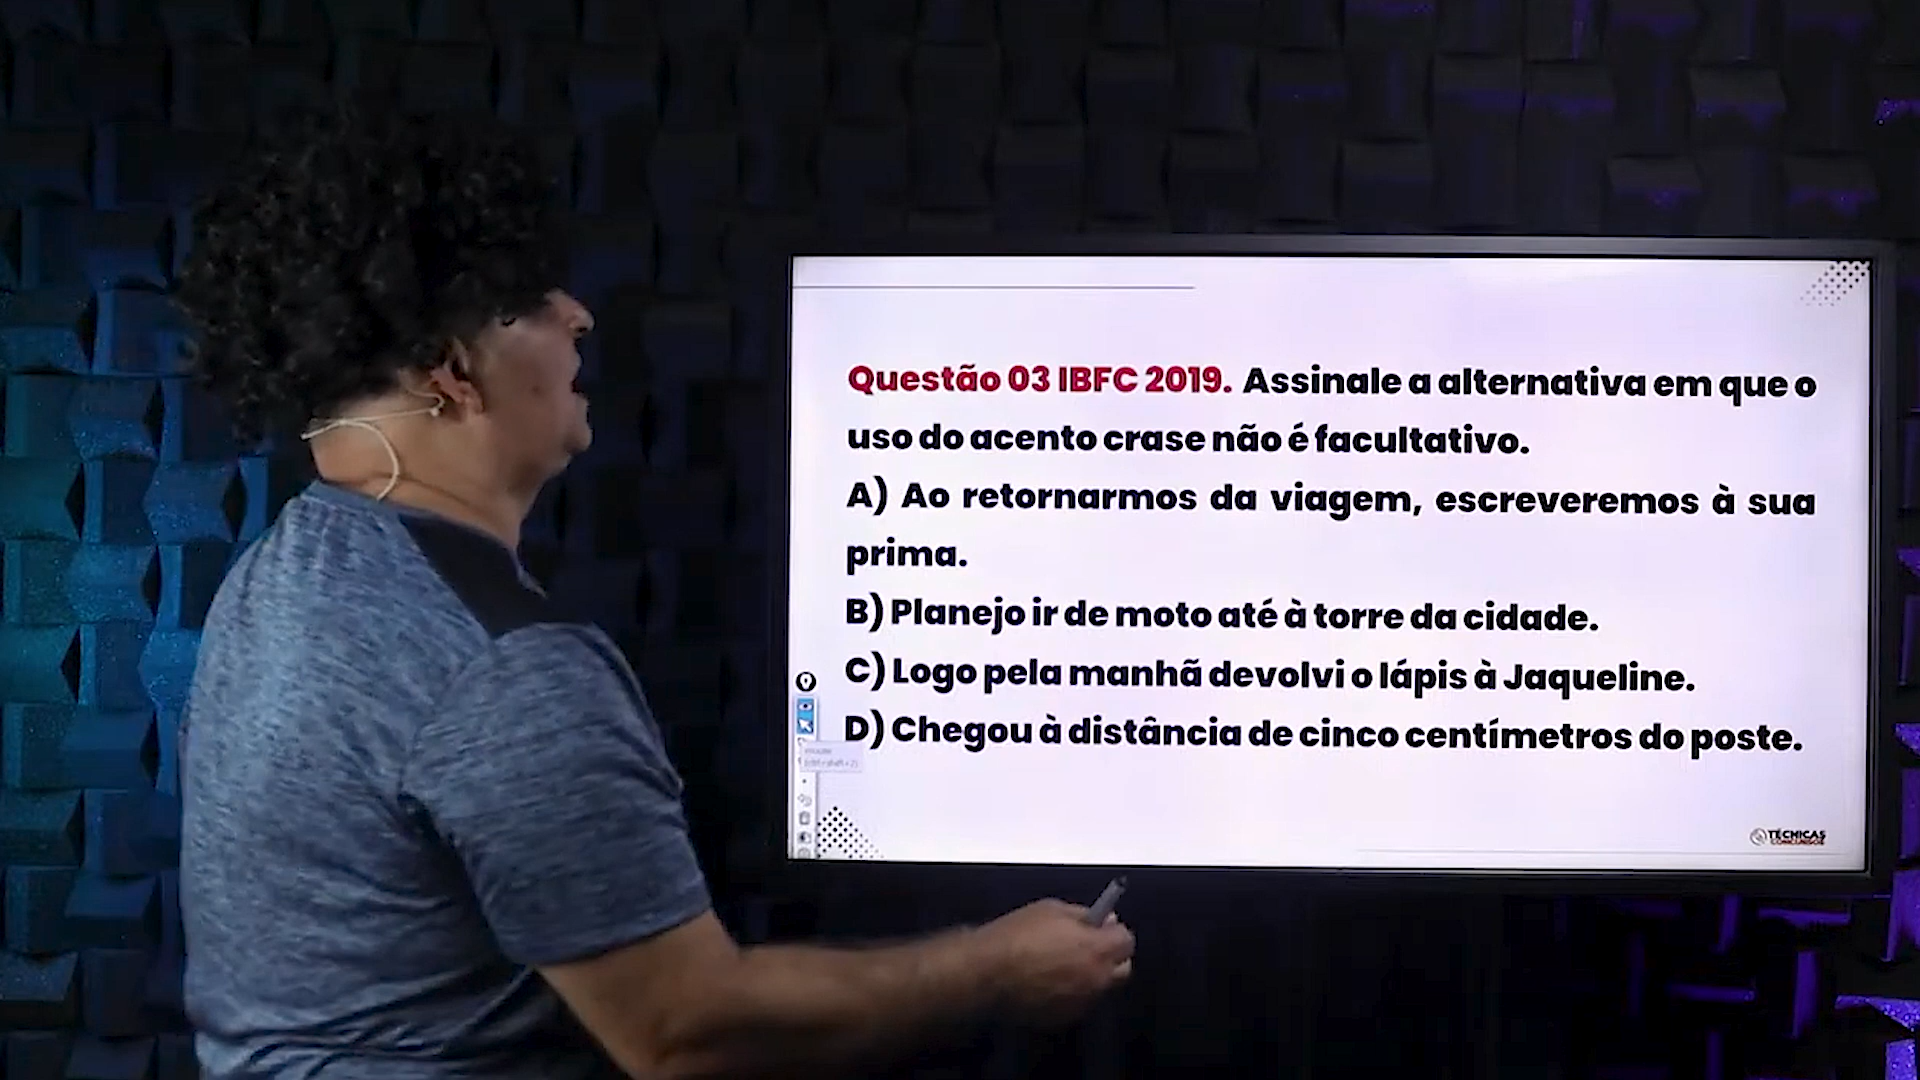 Questão 03 IBFC 2019. Assinale a alternativa em que o
uso do acento crase não é facultativo.
A) Ao retornarmos da viagem, escreveremos à sua
prima.
B) Planejo ir de moto até à torre da cidade.
C) Logo pela manhã devolvi o lápis à Jaqueline.
D) Chegou à distância de cinco centímetros do poste.
TÉCNICAS
CONCURSOS